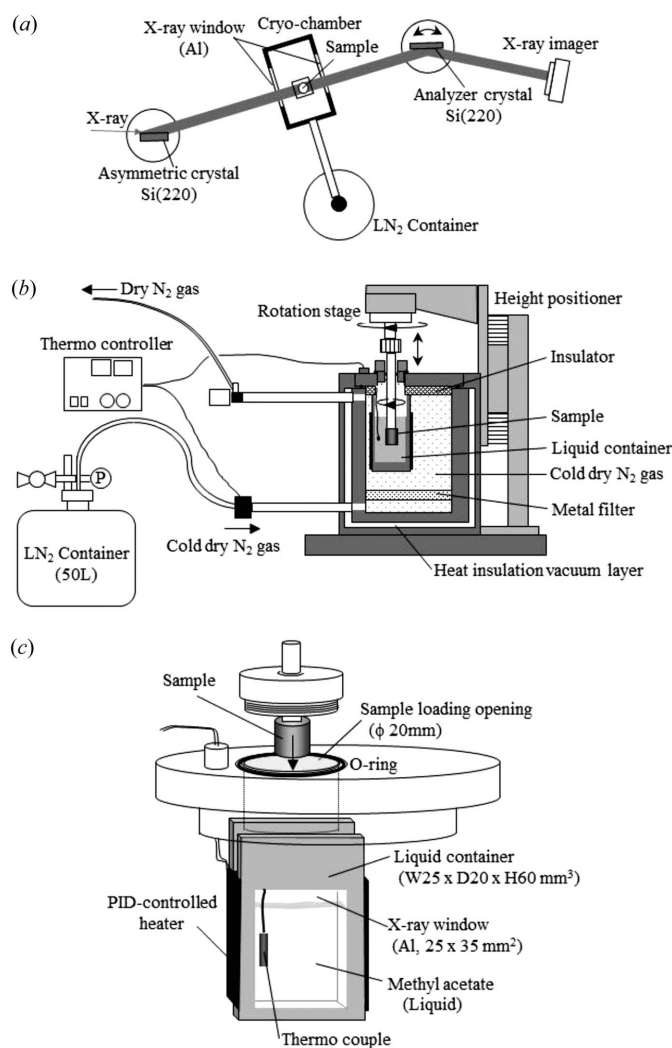 (a)
Cryo-chamber
X-ray window
(Al)
Sample
X-ray imager
X-ray
Analyzer crystal
Si(220)
Asymmetric crystal
Si(220)
LN₂ Container
(b)
Dry N₂ gas
Rotation stage
Height positioner
Thermo controller
Insulator
Sample
Liquid container
P
Cold dry N₂ gas
Metal filter
LN₂ Container
(50L)
Cold dry N₂ gas
Heat insulation vacuum layer
(c)
Sample
Sample loading opening
(ϕ 20mm)
O-ring
Liquid container
(W25 x D20 x H60 mm³)
PID-controlled
heater
X-ray window
(Al, 25 x 35 mm²)
Methyl acetate
(Liquid)
Thermo couple